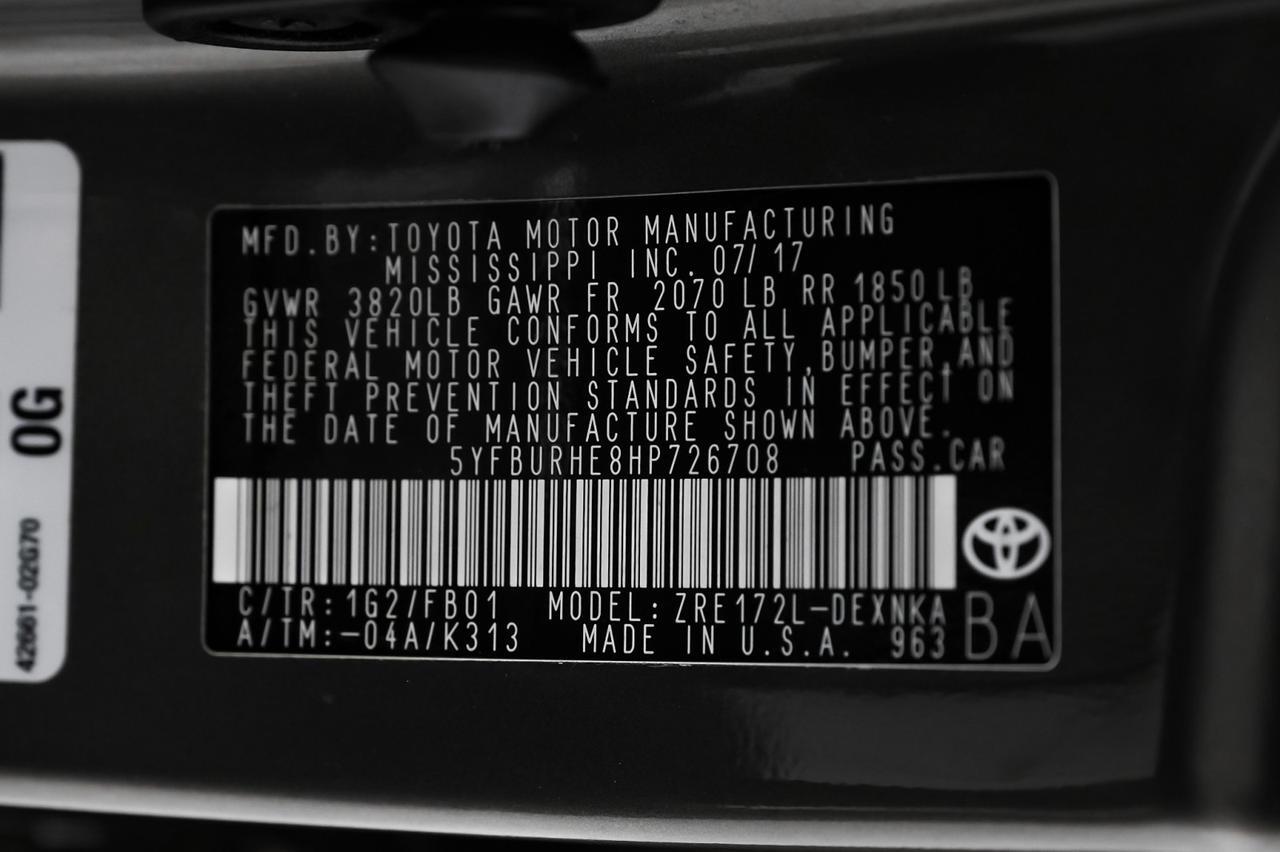 MFD.BY:TOYOTA MOTOR MANUFACTURING
MISSISSIPPI INC. 07/17
GVWR 3820LB GAWR FR 2070 LB RR 1850 LB
THIS VEHICLE CONFORMS TO ALL APPLICABLE
FEDERAL MOTOR VEHICLE SAFETY,BUMPER,AND
THEFT PREVENTION STANDARDS IN EFFECT ON
THE DATE OF MANUFACTURE SHOWN ABOVE.
5YFBURHE8HP726708 PASS.CAR
C/TR:1G2/FB01 MODEL:ZRE172L-DEXNKA
A/TM:-04A/K313 MADE IN U.S.A. 963
BA
0G
42661-02G70